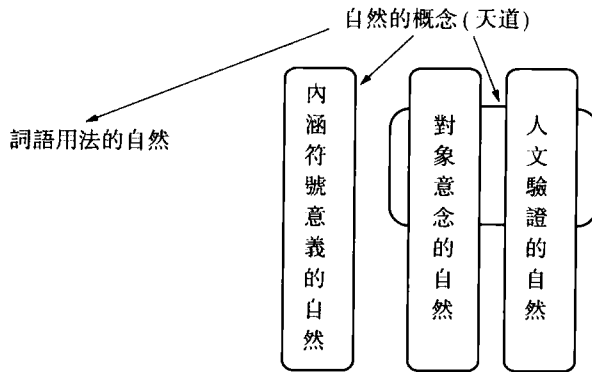 自然的概念(天道)
詞語用法的自然
內涵符號意義的自然
對象意念的自然
人文驗證的自然